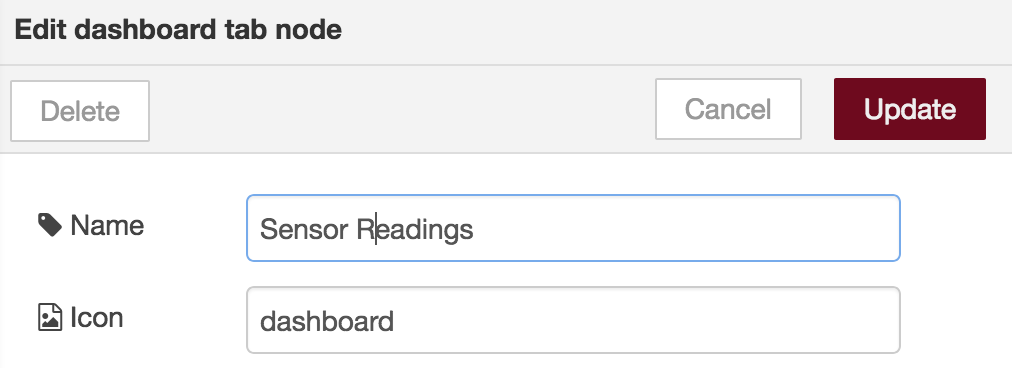 Edit dashboard tab node
Delete Cancel Update
Name Sensor Readings
Icon dashboard